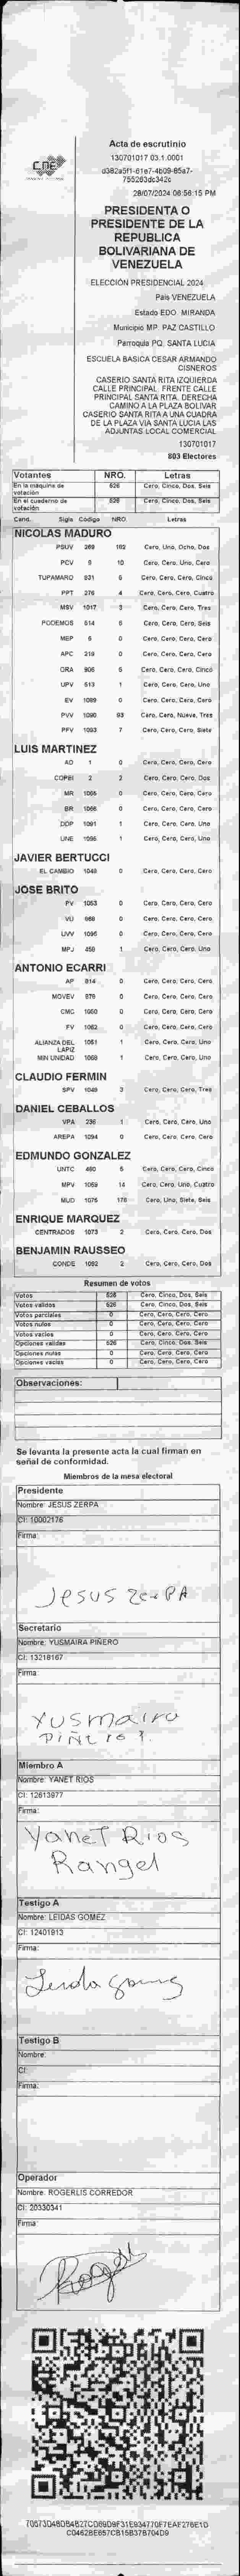 CNE
Acta de escrutinio
130701017 03.1.0001
d382a5f1-61e7-4b09-85a7-
755263dc342c
28/07/2024 08:56:15 PM
PRESIDENTA O
PRESIDENTE DE LA
REPUBLICA
BOLIVARIANA DE
VENEZUELA
ELECCIÓN PRESIDENCIAL 2024
País VENEZUELA
Estado EDO. MIRANDA
Municipio MP. PAZ CASTILLO
Parroquia PQ. SANTA LUCIA
ESCUELA BASICA CESAR ARMANDO
CISNEROS
CASERIO SANTA RITA IZQUIERDA
CALLE PRINCIPAL. FRENTE CALLE
PRINCIPAL SANTA RITA. DERECHA
CAMINO A LA PLAZA BOLIVAR
CASERIO SANTA RITA A UNA CUADRA
DE LA PLAZA VIA SANTA LUCIA LAS
ADJUNTAS LOCAL COMERCIAL
130701017
803 Electores
Votantes NRO. Letras
En la máquina de votación 526 Cero, Cinco, Dos, Seis
En el cuaderno de votación 526 Cero, Cinco, Dos, Seis
Cand. Sigla Código NRO. Letras
NICOLAS MADURO
PSUV 269 182 Cero, Uno, Ocho, Dos
PCV 9 10 Cero, Cero, Uno, Cero
TUPAMARO 931 5 Cero, Cero, Cero, Cinco
PPT 276 4 Cero, Cero, Cero, Cuatro
MSV 1017 3 Cero, Cero, Cero, Tres
PODEMOS 514 6 Cero, Cero, Cero, Seis
MEP 6 0 Cero, Cero, Cero, Cero
APC 219 0 Cero, Cero, Cero, Cero
ORA 906 5 Cero, Cero, Cero, Cinco
UPV 513 1 Cero, Cero, Cero, Uno
EV 1089 0 Cero, Cero, Cero, Cero
PVV 1090 93 Cero, Cero, Nueve, Tres
PFV 1093 7 Cero, Cero, Cero, Siete
LUIS MARTINEZ
AD 1 0 Cero, Cero, Cero, Cero
COPEI 2 2 Cero, Cero, Cero, Dos
MR 1065 0 Cero, Cero, Cero, Cero
BR 1066 0 Cero, Cero, Cero, Cero
DDP 1091 1 Cero, Cero, Cero, Uno
UNE 1096 1 Cero, Cero, Cero, Uno
JAVIER BERTUCCI
EL CAMBIO 1048 0 Cero, Cero, Cero, Cero
JOSE BRITO
PV 1053 0 Cero, Cero, Cero, Cero
VU 968 0 Cero, Cero, Cero, Cero
UVV 1095 0 Cero, Cero, Cero, Cero
MPJ 459 1 Cero, Cero, Cero, Uno
ANTONIO ECARRI
AP 814 0 Cero, Cero, Cero, Cero
MOVEV 979 0 Cero, Cero, Cero, Cero
CMC 1060 0 Cero, Cero, Cero, Cero
FV 1062 0 Cero, Cero, Cero, Cero
ALIANZA DEL LAPIZ 1051 1 Cero, Cero, Cero, Uno
MIN UNIDAD 1068 1 Cero, Cero, Cero, Uno
CLAUDIO FERMIN
SPV 1049 3 Cero, Cero, Cero, Tres
DANIEL CEBALLOS
VPA 236 1 Cero, Cero, Cero, Uno
AREPA 1094 0 Cero, Cero, Cero, Cero
EDMUNDO GONZALEZ
UNTC 460 5 Cero, Cero, Cero, Cinco
MPV 1059 14 Cero, Cero, Uno, Cuatro
MUD 1075 176 Cero, Uno, Siete, Seis
ENRIQUE MARQUEZ
CENTRADOS 1073 2 Cero, Cero, Cero, Dos
BENJAMIN RAUSSEO
CONDE 1092 2 Cero, Cero, Cero, Dos
Resumen de votos
Votos 526 Cero, Cinco, Dos, Seis
Votos validos 526 Cero, Cinco, Dos, Seis
Votos parciales 0 Cero, Cero, Cero, Cero
Votos nulos 0 Cero, Cero, Cero, Cero
Votos vacios 0 Cero, Cero, Cero, Cero
Opciones validas 526 Cero, Cinco, Dos, Seis
Opciones nulas 0 Cero, Cero, Cero, Cero
Opciones vacias 0 Cero, Cero, Cero, Cero
Observaciones:
Se levanta la presente acta la cual firman en
señal de conformidad.
Miembros de la mesa electoral
Presidente
Nombre: JESUS ZERPA
CI: 10002176
Firma:
Jesus ZerPA
Secretario
Nombre: YUSMAIRA PIÑERO
CI: 13218167
Firma:
Yusmaira
Miembro A
Nombre: YANET RIOS
CI: 12613977
Firma:
Yanet Rios
Rangel
Testigo A
Nombre: LEIDAS GOMEZ
CI: 12401913
Firma:
Testigo B
Nombre:
CI:
Firma:
Operador
Nombre: ROGERLIS CORREDOR
CI: 20330341
Firma: